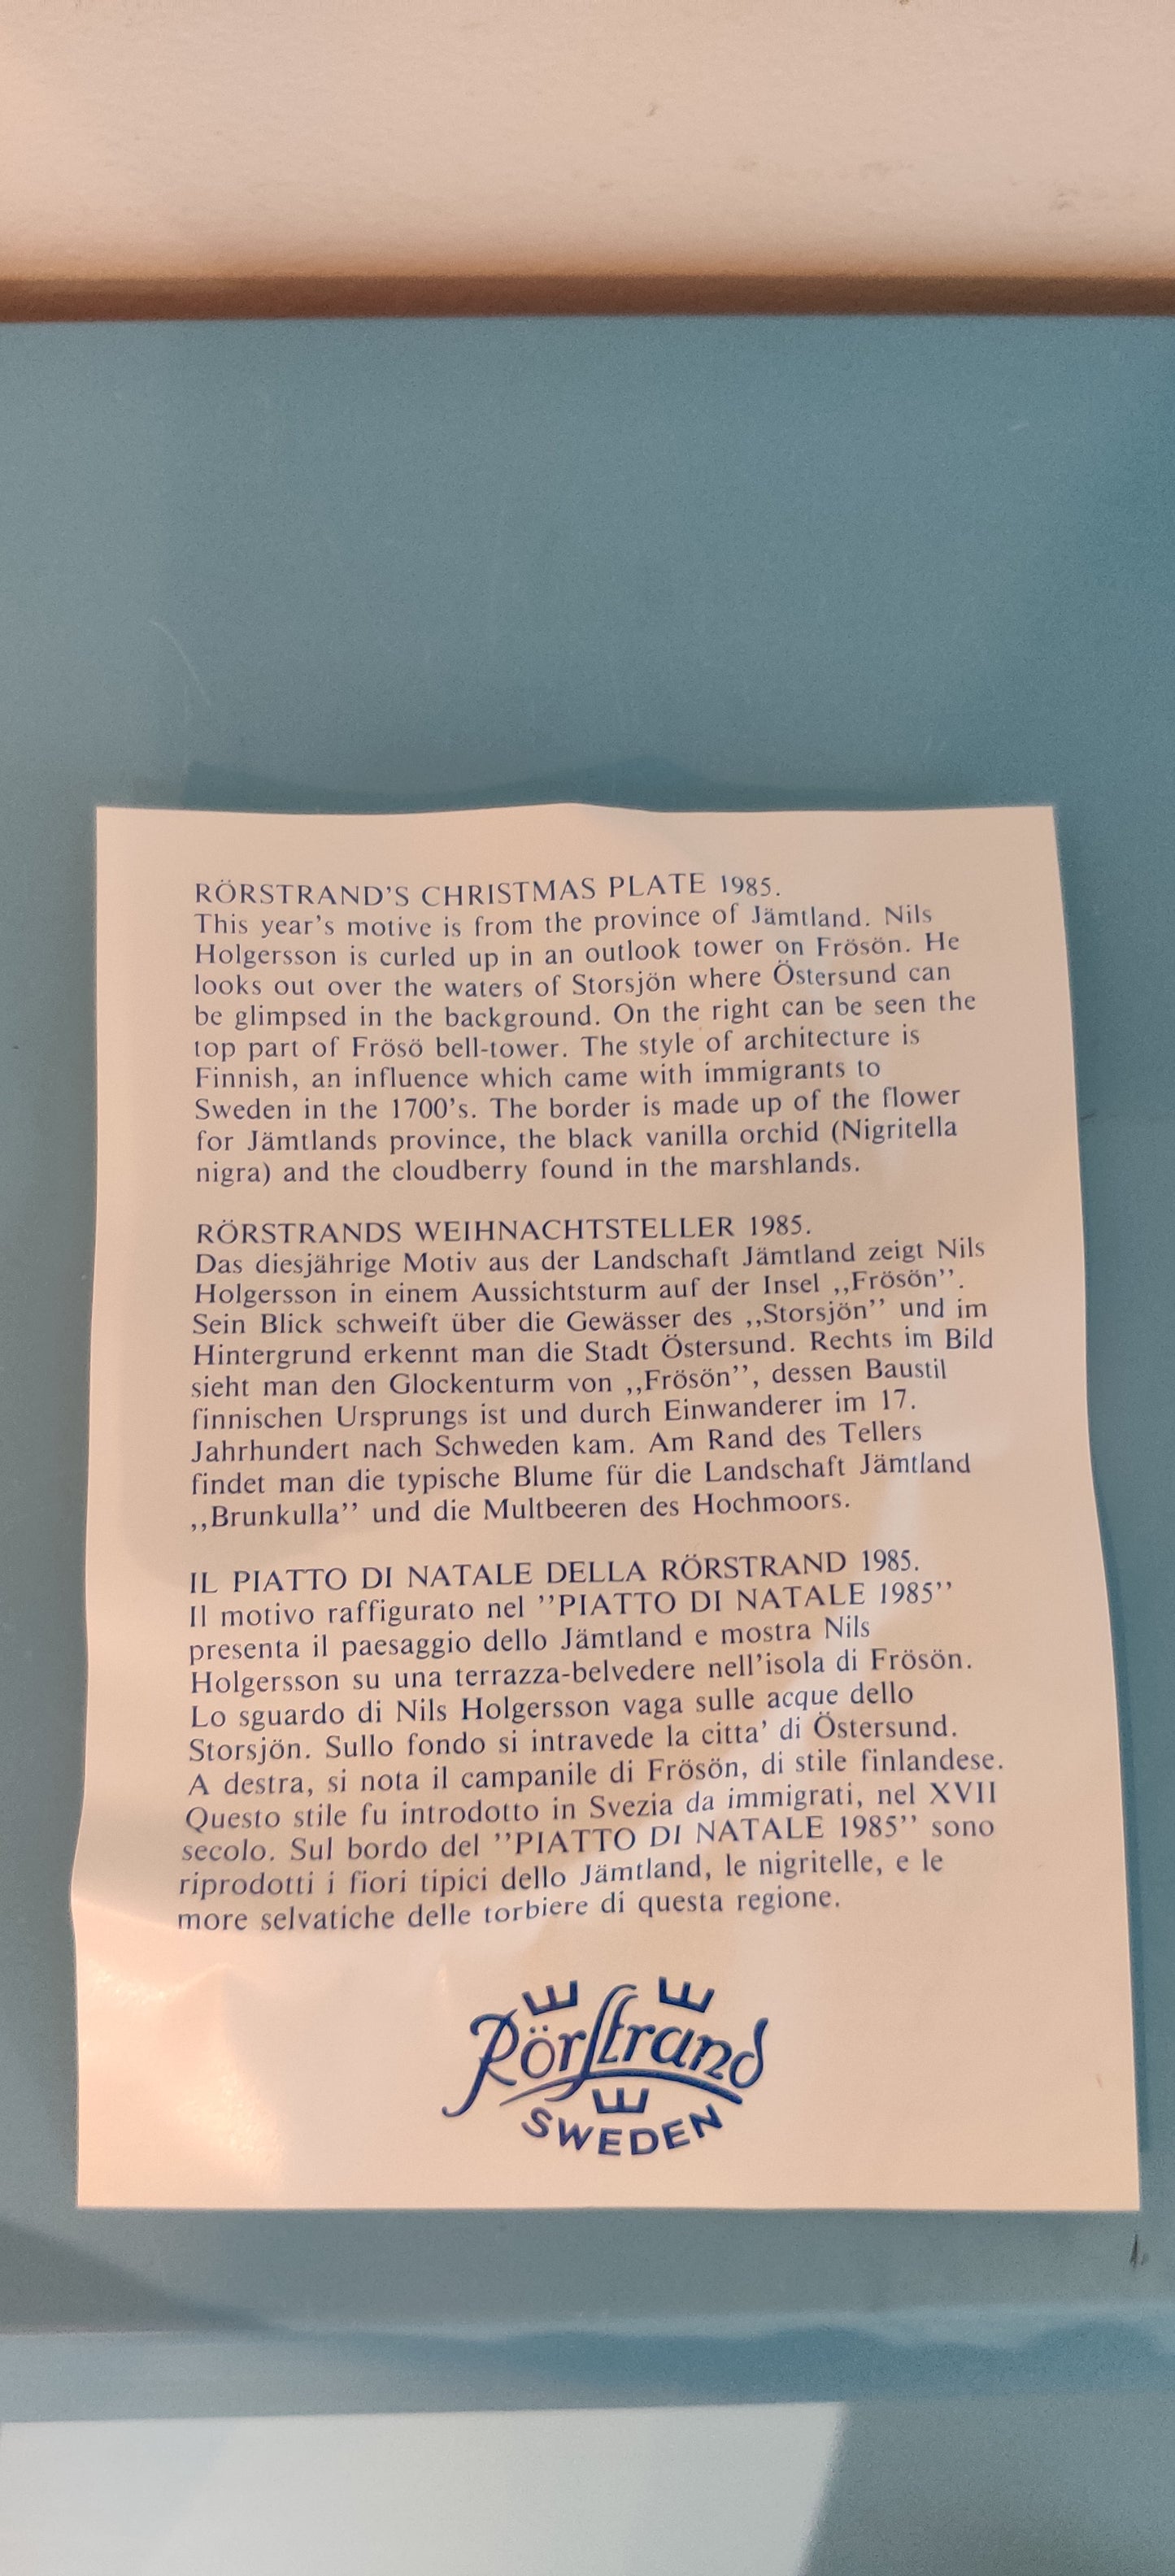 RÖRSTRAND'S CHRISTMAS PLATE 1985.
This year's motive is from the province of Jämtland. Nils
Holgersson is curled up in an outlook tower on Frösön. He
looks out over the waters of Storsjön where Östersund can
be glimpsed in the background. On the right can be seen the
top part of Frösö bell-tower. The style of architecture is
Finnish, an influence which came with immigrants to
Sweden in the 1700's. The border is made up of the flower
for Jämtlands province, the black vanilla orchid (Nigritella
nigra) and the cloudberry found in the marshlands.
RÖRSTRANDS WEIHNACHTSTELLER 1985.
Das diesjährige Motiv aus der Landschaft Jämtland zeigt Nils
Holgersson in einem Aussichtsturm auf der Insel ,,Frösön''.
Sein Blick schweift über die Gewässer des ,,Storsjön'' und im
Hintergrund erkennt man die Stadt Östersund. Rechts im Bild
sieht man den Glockenturm von ,,Frösön'', dessen Baustil
finnischen Ursprungs ist und durch Einwanderer im 17.
Jahrhundert nach Schweden kam. Am Rand des Tellers
findet man die typische Blume für die Landschaft Jämtland
,,Brunkulla'' und die Multbeeren des Hochmoors.
IL PIATTO DI NATALE DELLA RÖRSTRAND 1985.
Il motivo raffigurato nel ''PIATTO DI NATALE 1985''
presenta il paesaggio dello Jämtland e mostra Nils
Holgersson su una terrazza-belvedere nell'isola di Frösön.
Lo sguardo di Nils Holgersson vaga sulle acque dello
Storsjön. Sullo fondo si intravede la citta' di Östersund.
A destra, si nota il campanile di Frösön, di stile finlandese.
Questo stile fu introdotto in Svezia da immigrati, nel XVII
secolo. Sul bordo del ''PIATTO DI NATALE 1985'' sono
riprodotti i fiori tipici dello Jämtland, le nigritelle, e le
more selvatiche delle torbiere di questa regione.
Rörstrand
SWEDEN